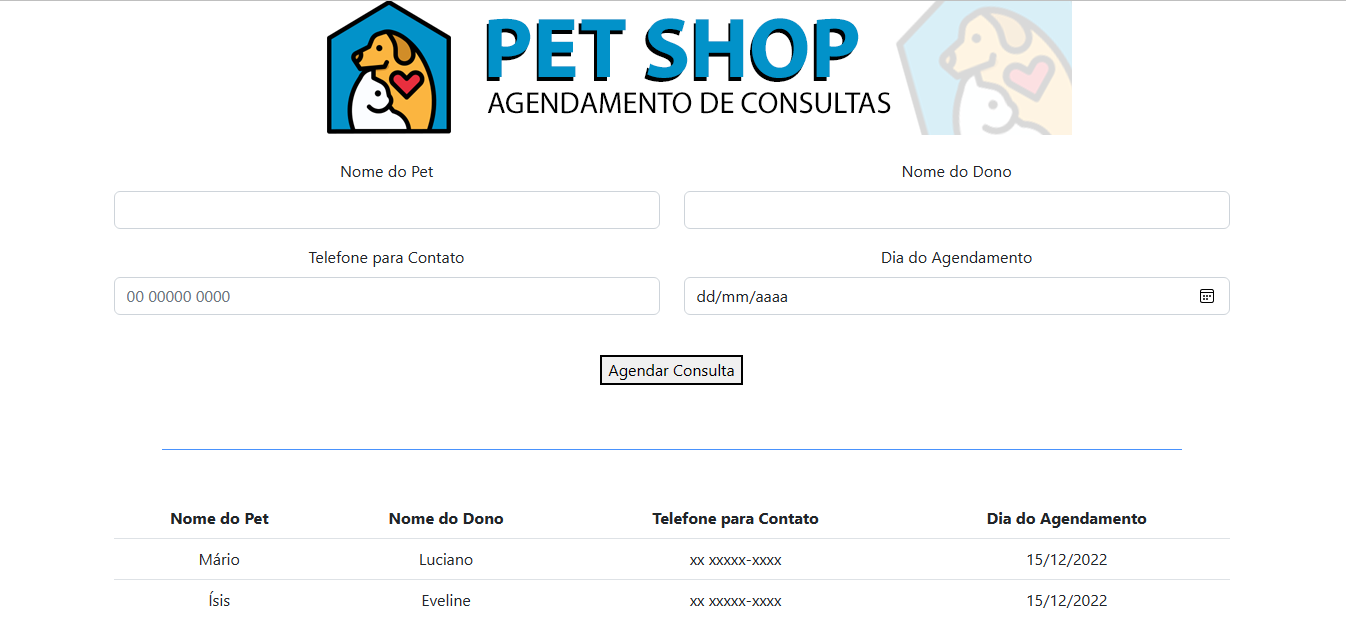 PET SHOP
AGENDAMENTO DE CONSULTAS
Nome do Pet Nome do Dono
Telefone para Contato Dia do Agendamento
00 00000 0000 dd/mm/aaaa
Agendar Consulta
Nome do Pet Nome do Dono Telefone para Contato Dia do Agendamento
Mário Luciano xx xxxxx-xxxx 15/12/2022
Ísis Eveline xx xxxxx-xxxx 15/12/2022